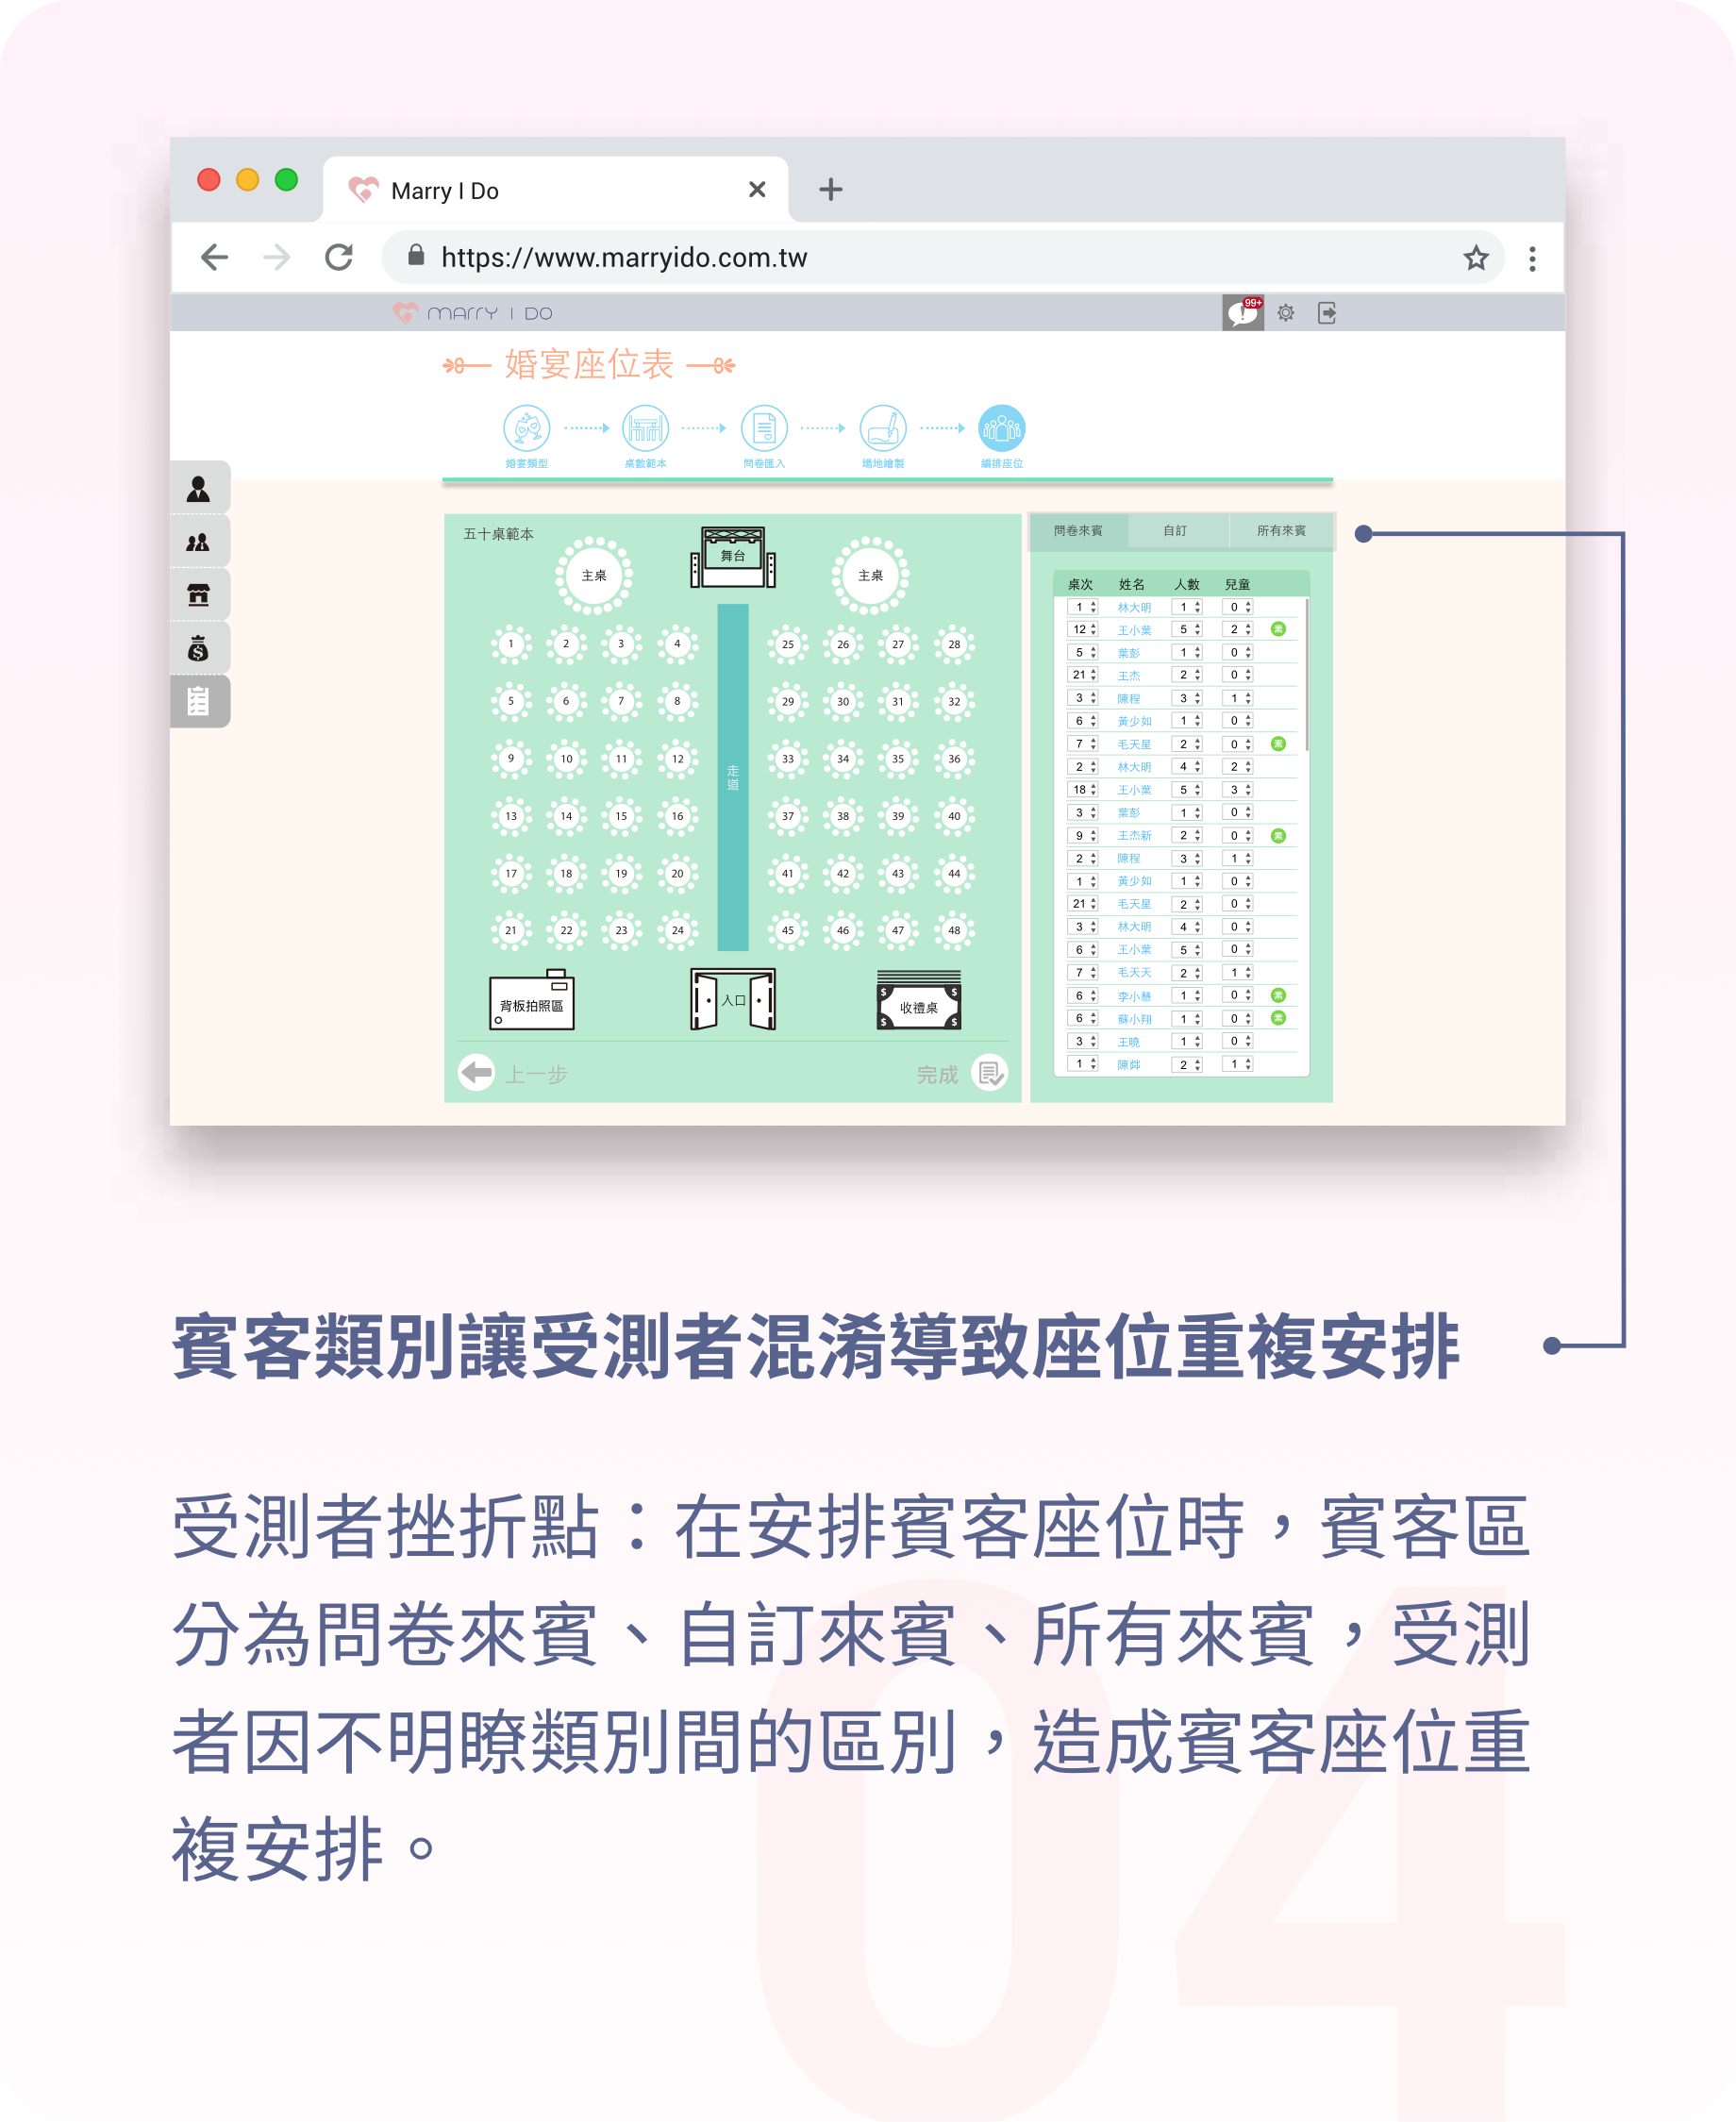 Marry I Do
https://www.marryido.com.tw
MARRY I DO
99+
婚宴座位表
婚宴類型 桌數範本 問卷匯入 場地繪製 編排座位
五十桌範本
舞台
主桌 主桌
1 2 3 4 25 26 27 28
5 6 7 8 29 30 31 32
9 10 11 12 33 34 35 36
走道
13 14 15 16 37 38 39 40
17 18 19 20 41 42 43 44
21 22 23 24 45 46 47 48
背板拍照區 入口 收禮桌
上一步 完成
問卷來賓 自訂 所有來賓
桌次 姓名 人數 兒童
1 林大明 1 0
12 王小葉 5 2 素
5 葉彭 1 0
21 王杰 2 0
3 陳程 3 1
6 黃少如 1 0
7 毛天星 2 0 素
2 林大明 4 2
18 王小葉 5 3
3 葉彭 1 0
9 王杰新 2 0 素
2 陳程 3 1
1 黃少如 1 0
21 毛天星 2 0
3 林大明 4 0
6 王小葉 5 0
7 毛天天 2 1
6 李小慧 1 0 素
6 蘇小翔 1 0 素
3 王曉 1 0
1 陳 2 1
賓客類別讓受測者混淆導致座位重複安排
受測者挫折點：在安排賓客座位時，賓客區
分為問卷來賓、自訂來賓、所有來賓，受測
者因不明瞭類別間的區別，造成賓客座位重
複安排。
04